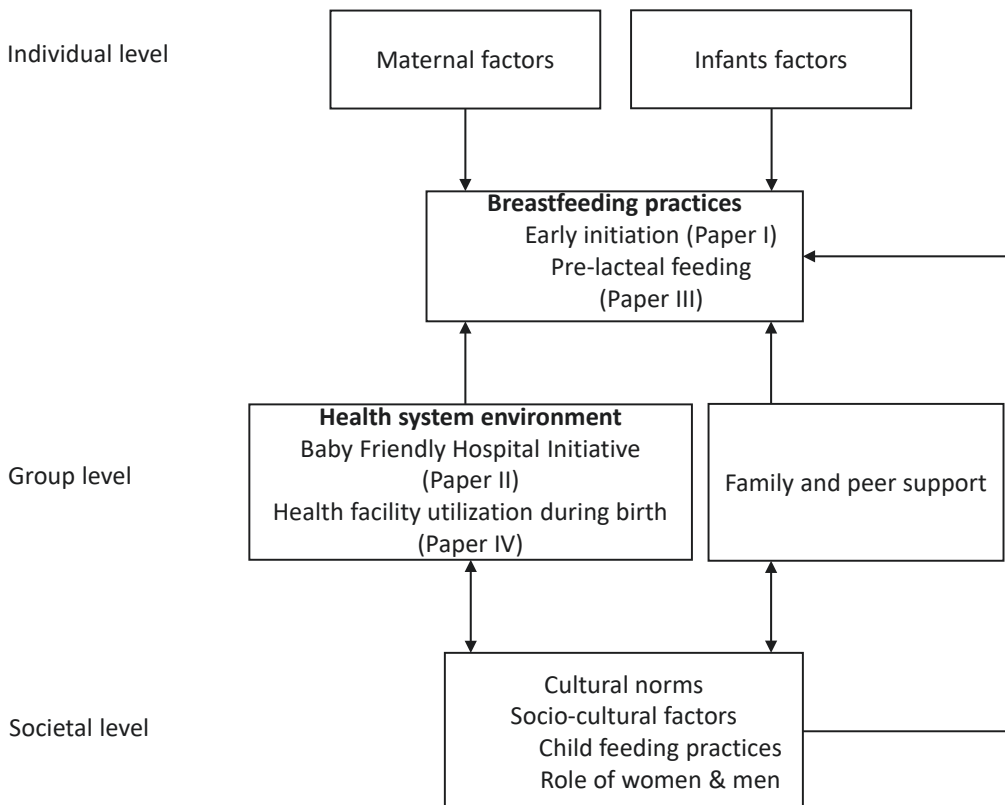 Individual level
Maternal factors
Infants factors
Breastfeeding practices
Early initiation (Paper I)
Pre-lacteal feeding
(Paper III)
Group level
Health system environment
Baby Friendly Hospital Initiative
(Paper II)
Health facility utilization during birth
(Paper IV)
Family and peer support
Societal level
Cultural norms
Socio-cultural factors
Child feeding practices
Role of women & men